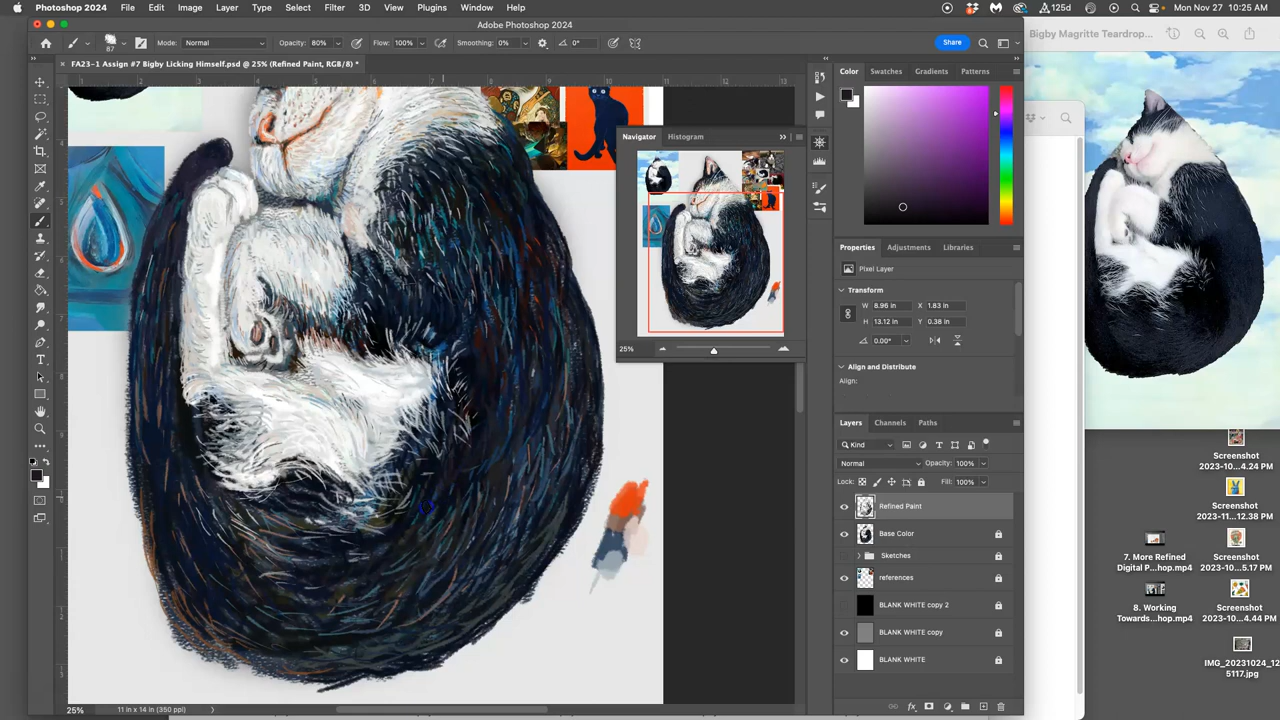 Photoshop File Edit Image Layer Type Select Filter 3D View Plugins Window Help 125d Mon Nov 27 10:25 AM
Adobe Photoshop 2024
Bigby Magritte Teardrop...
87 Mode: Normal Opacity: 80% Flow: 100% Smoothing: 0% 0° Share
FA23-1 Assign #7 Bigby Licking Himself.psd @ 25% (Refined Paint, RGB/8) *
Color Swatches Gradients Patterns
Navigator Histogram
25%
Properties Adjustments Libraries
Pixel Layer
Transform
W 8.96 in X 1.83 in
H 13.12 in Y 0.38 in
0.00°
Align and Distribute
Align:
Layers Channels Paths
Kind
Normal Opacity: 100%
Lock: Fill: 100%
Refined Paint
Base Color
Sketches
references
BLANK WHITE copy 2
BLANK WHITE copy
BLANK WHITE
25% 11 in x 14 in (350 ppi)
Screenshot
2023-10...4.24 PM
Screenshot
2023-11...12.38 PM
7. More Refined
Digital P...hop.mp4
Screenshot
2023-10...5.17 PM
8. Working
Towards...hop.mp4
Screenshot
2023-10...4.44 PM
IMG_20231024_12
5117.jpg